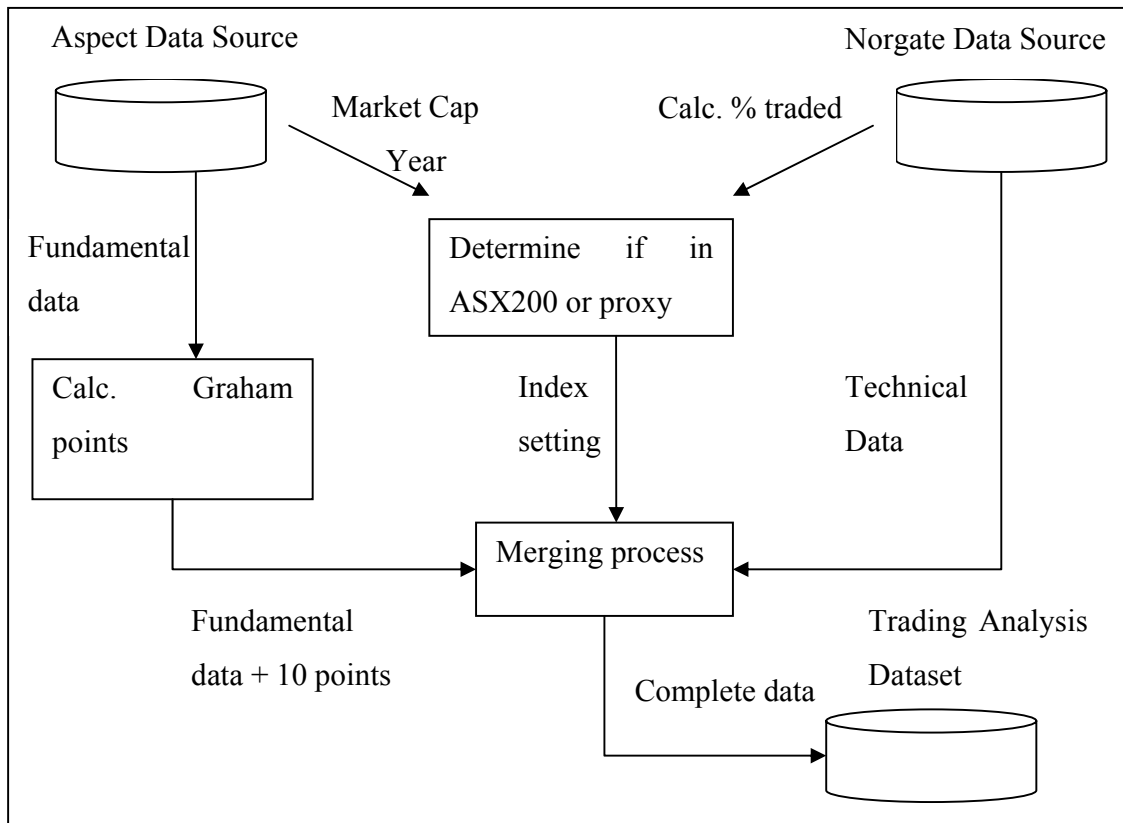 Aspect Data Source
Norgate Data Source
Market Cap
Year
Calc. % traded
Fundamental
data
Determine if in
ASX200 or proxy
Calc. Graham
points
Index
setting
Technical
Data
Merging process
Fundamental
data + 10 points
Trading Analysis
Dataset
Complete data